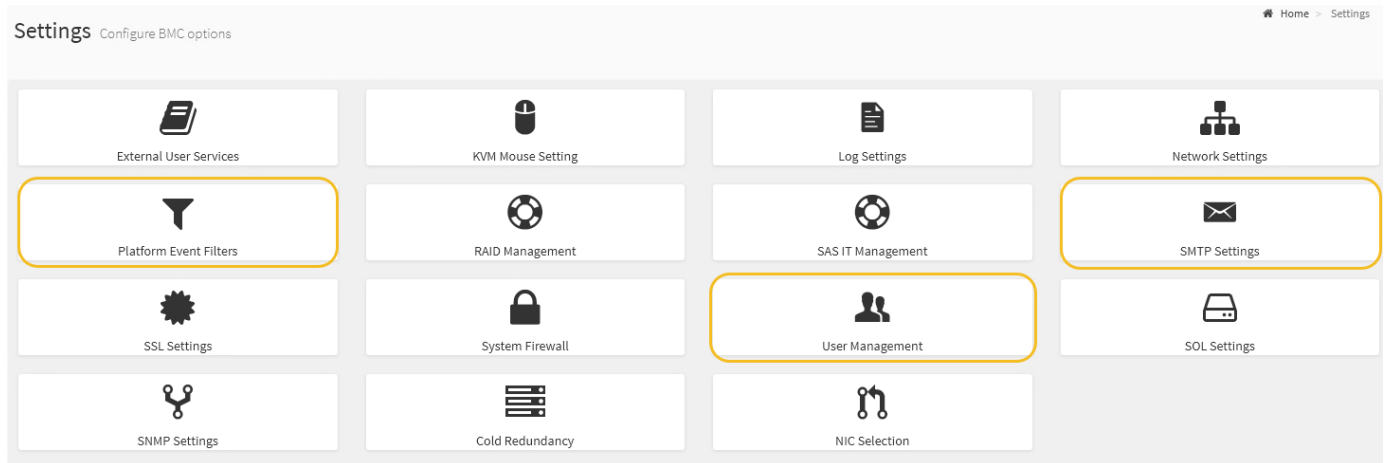 Settings Configure BMC options
Home > Settings
External User Services
KVM Mouse Setting
Log Settings
Network Settings
Platform Event Filters
RAID Management
SAS IT Management
SMTP Settings
SSL Settings
System Firewall
User Management
SOL Settings
SNMP Settings
Cold Redundancy
NIC Selection